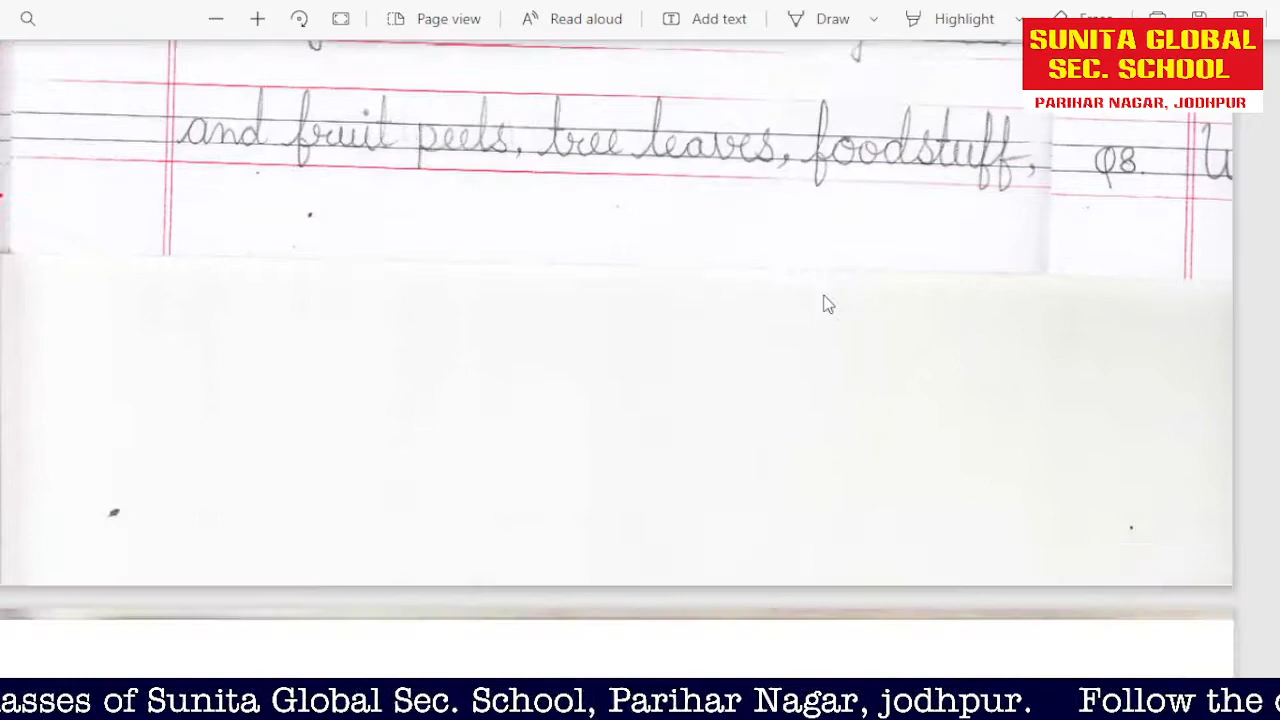 Page view
Read aloud
Add text
Draw
Highlight
SUNITA GLOBAL
SEC. SCHOOL
PARIHAR NAGAR, JODHPUR
and fruit peels, tree leaves, foodstuff,
Q8.
asses of Sunita Global Sec. School, Parihar Nagar, jodhpur. Follow the